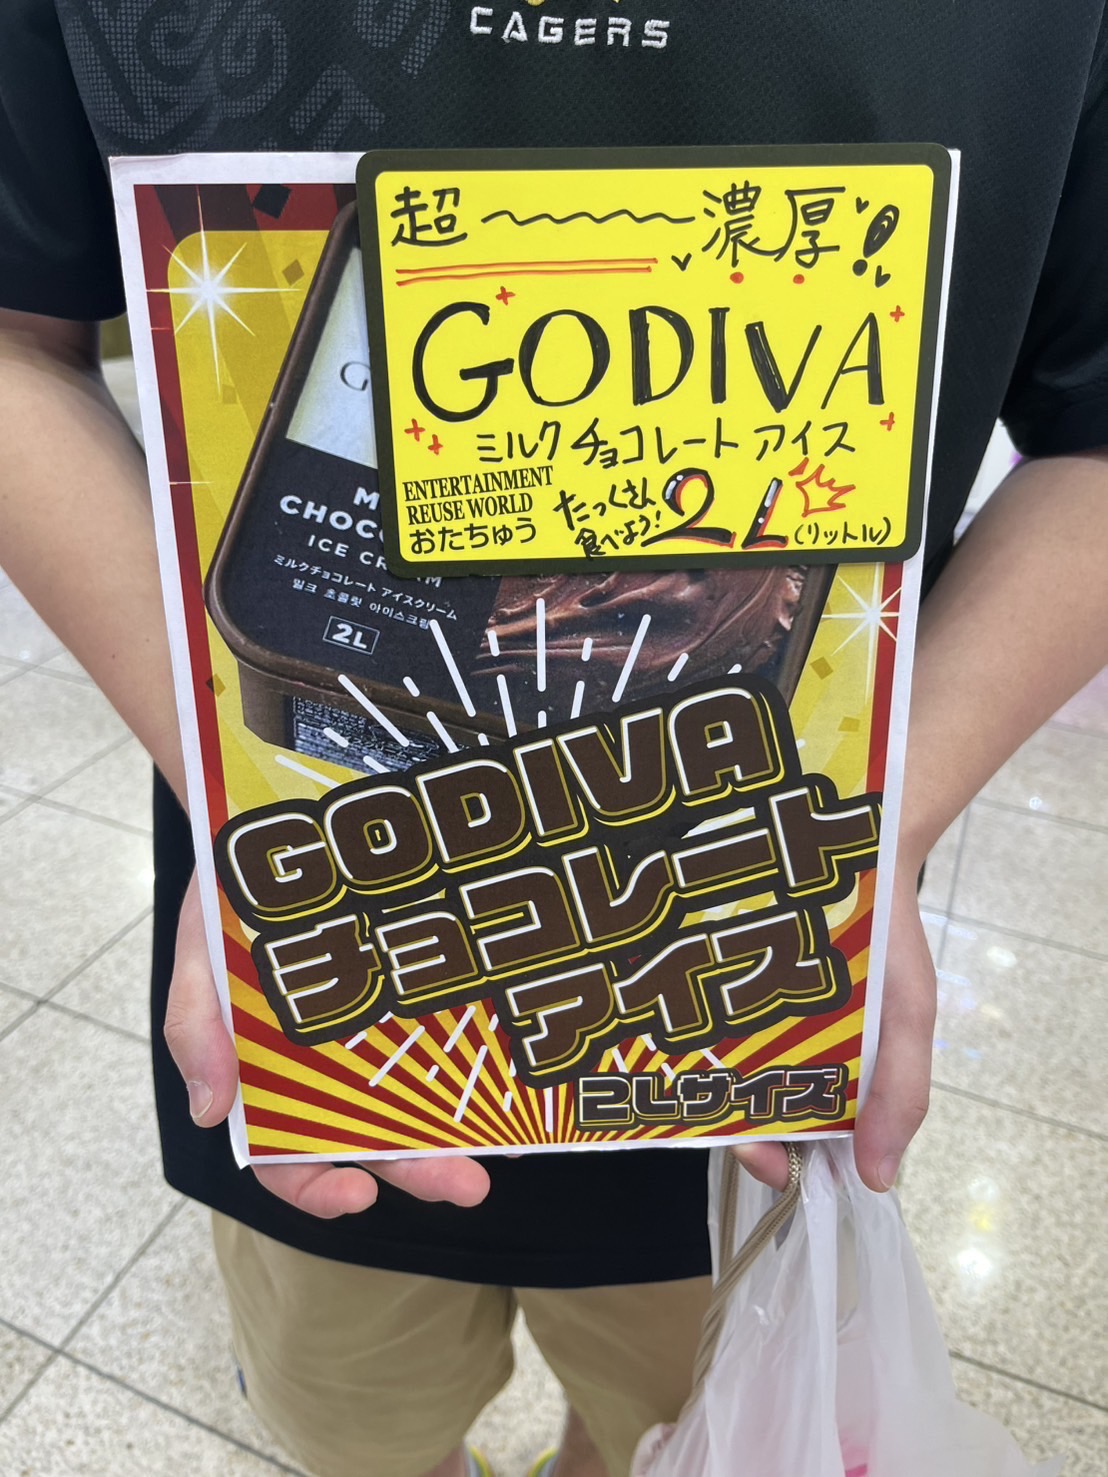 CAGERS
超〜濃厚!
GODIVA
ミルクチョコレートアイス
ENTERTAINMENT
REUSE WORLD
おたちゅう
たっくさん
食べよう!
2L
(リットル)
G
M
CHOC
ICE CREAM
ミルクチョコレート アイスクリーム
밀크 초콜릿 아이스크림
2L
GODIVA
チョコレート
アイス
2Lサイズ